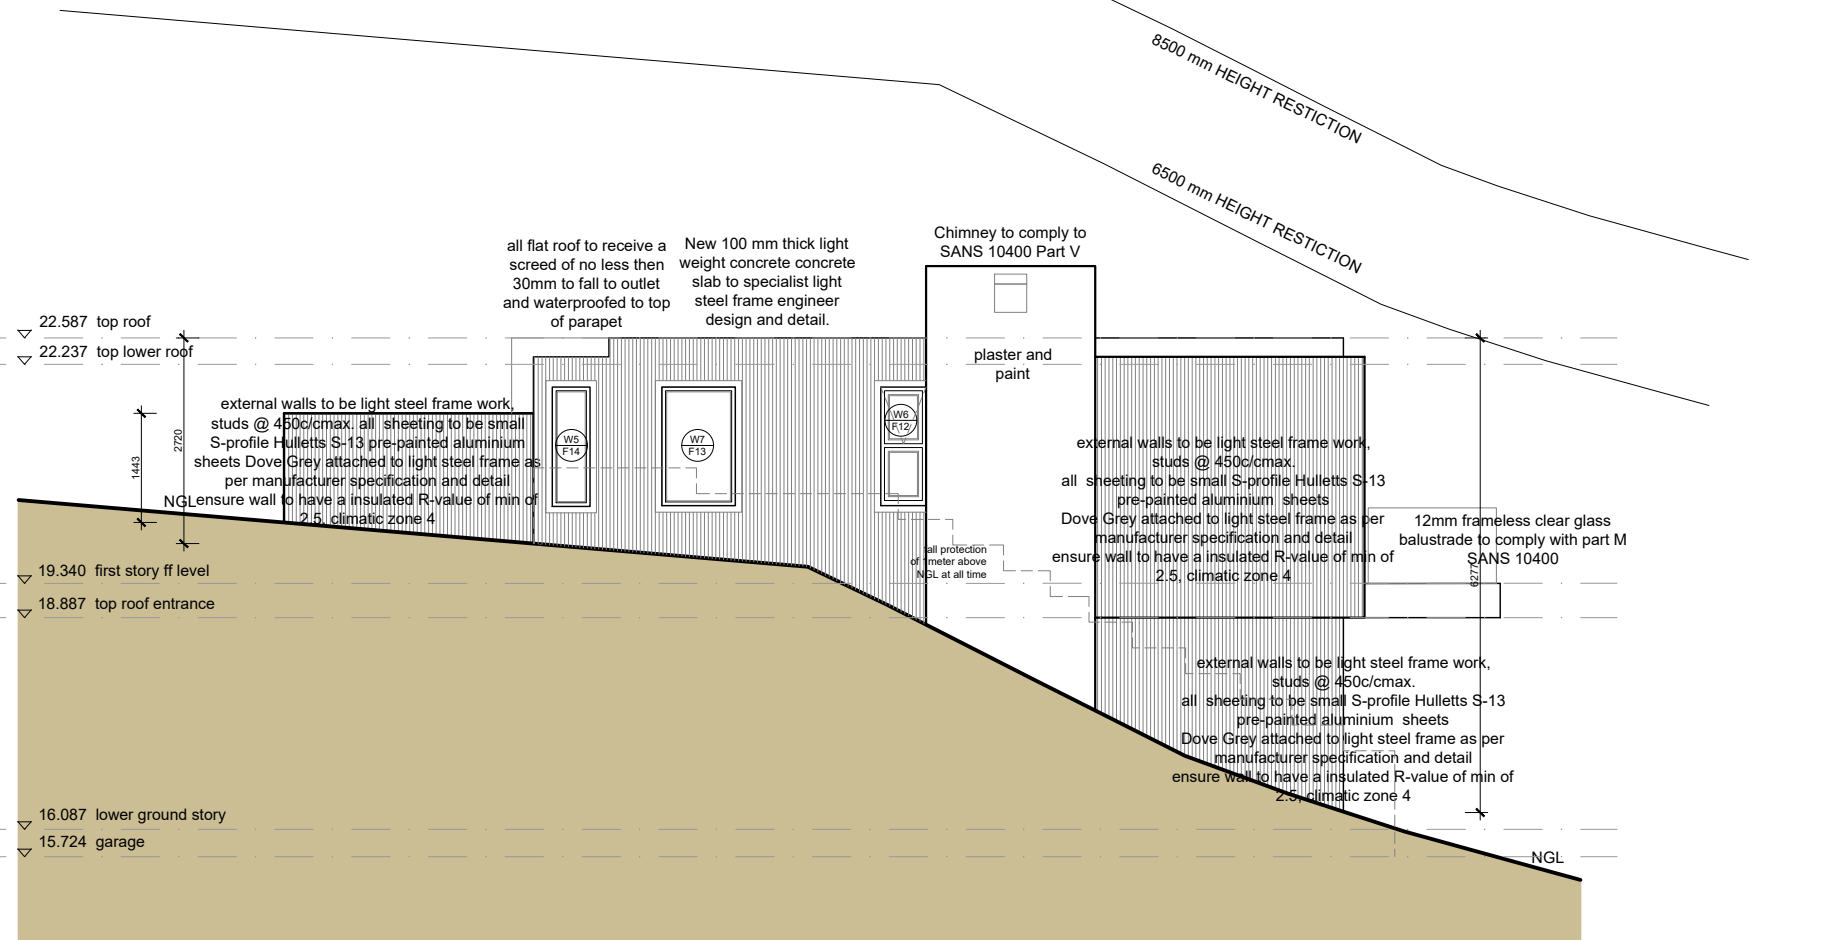 8500 mm HEIGHT RESTICTION
6500 mm HEIGHT RESTICTION
Chimney to comply to
SANS 10400 Part V
all flat roof to receive a
screed of no less then
30mm to fall to outlet
and waterproofed to top
of parapet
New 100 mm thick light
weight concrete concrete
slab to specialist light
steel frame engineer
design and detail.
22.587 top roof
22.237 top lower roof
plaster and
paint
2720
1443
external walls to be light steel frame work,
studs @ 450c/cmax. all sheeting to be small
S-profile Hulletts S-13 pre-painted aluminium
sheets Dove Grey attached to light steel frame as
per manufacturer specification and detail
ensure wall to have a insulated R-value of min of
2.5, climatic zone 4
NGL
W5
F14
W7
F13
W6
F12
external walls to be light steel frame work,
studs @ 450c/cmax.
all sheeting to be small S-profile Hulletts S-13
pre-painted aluminium sheets
Dove Grey attached to light steel frame as per
manufacturer specification and detail
ensure wall to have a insulated R-value of min of
2.5, climatic zone 4
12mm frameless clear glass
balustrade to comply with part M
SANS 10400
6277
protection
of 1meter above
NGL at all time
19.340 first story ff level
18.887 top roof entrance
external walls to be light steel frame work,
studs @ 450c/cmax.
all sheeting to be small S-profile Hulletts S-13
pre-painted aluminium sheets
Dove Grey attached to light steel frame as per
manufacturer specification and detail
ensure wall to have a insulated R-value of min of
2.5, climatic zone 4
16.087 lower ground story
15.724 garage
NGL